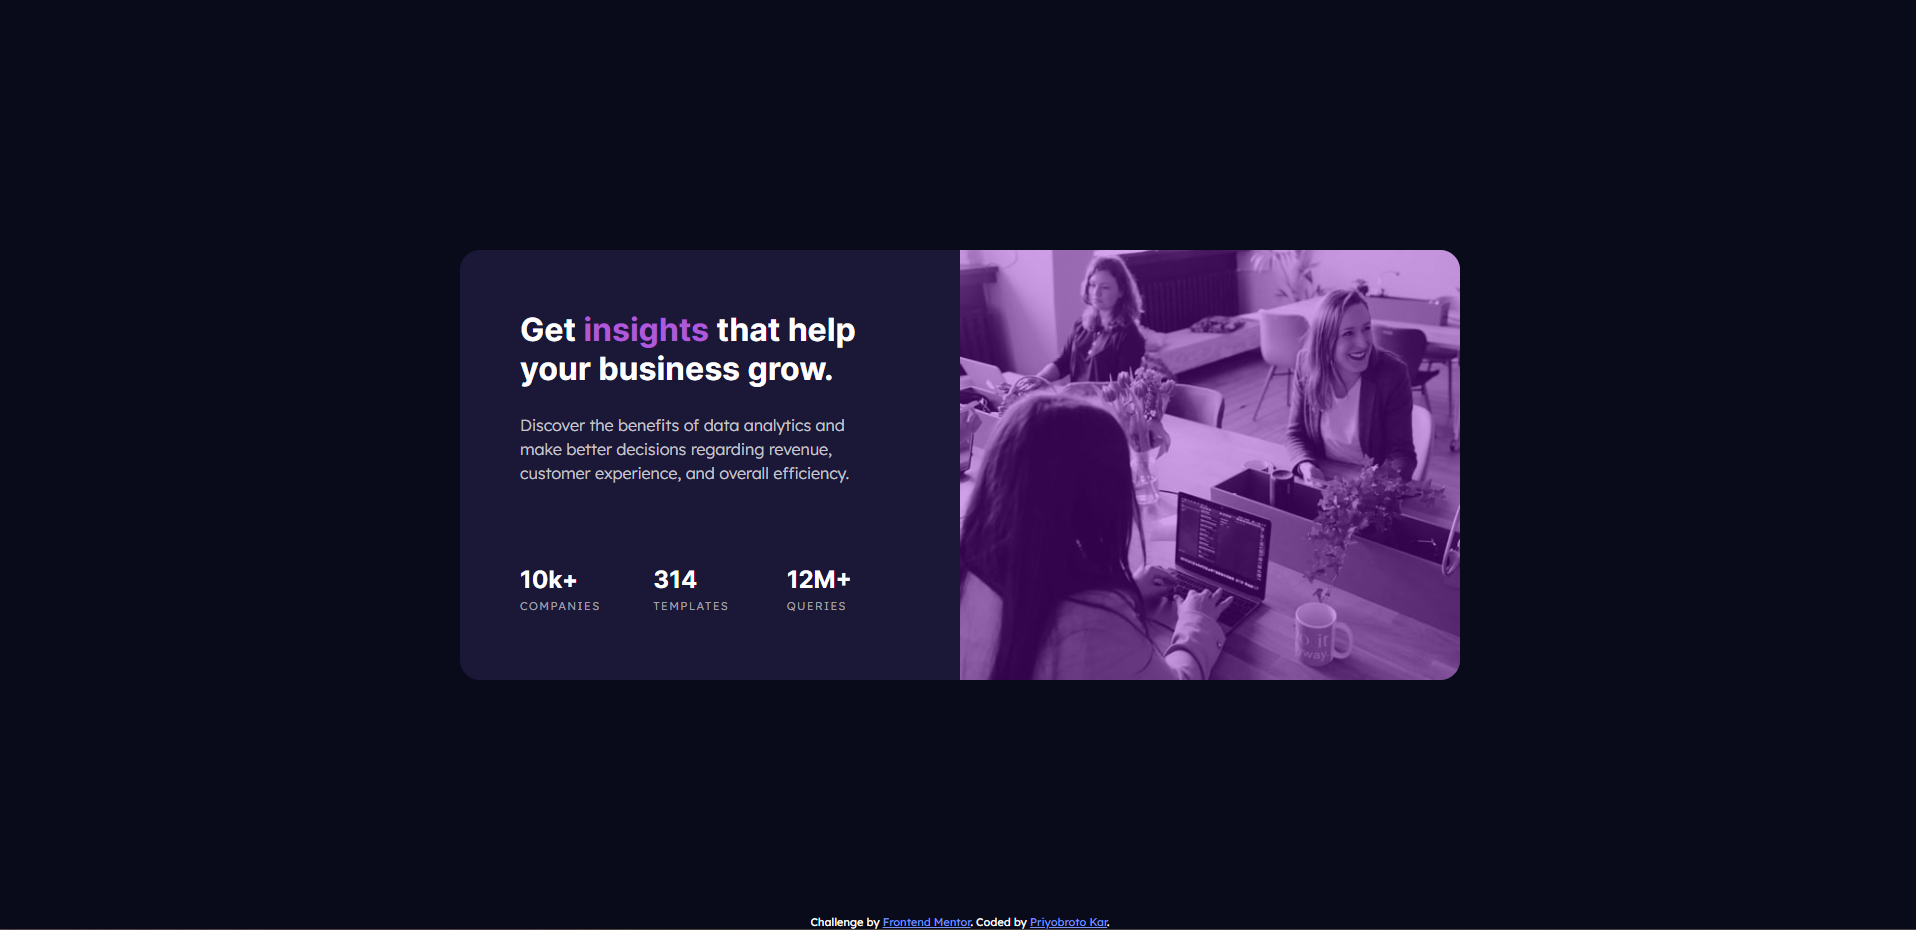 Get insights that help
your business grow.
Discover the benefits of data analytics and
make better decisions regarding revenue,
customer experience, and overall efficiency.
10k+ 314 12M+
COMPANIES TEMPLATES QUERIES
Challenge by Frontend Mentor. Coded by Priyobroto Kar.